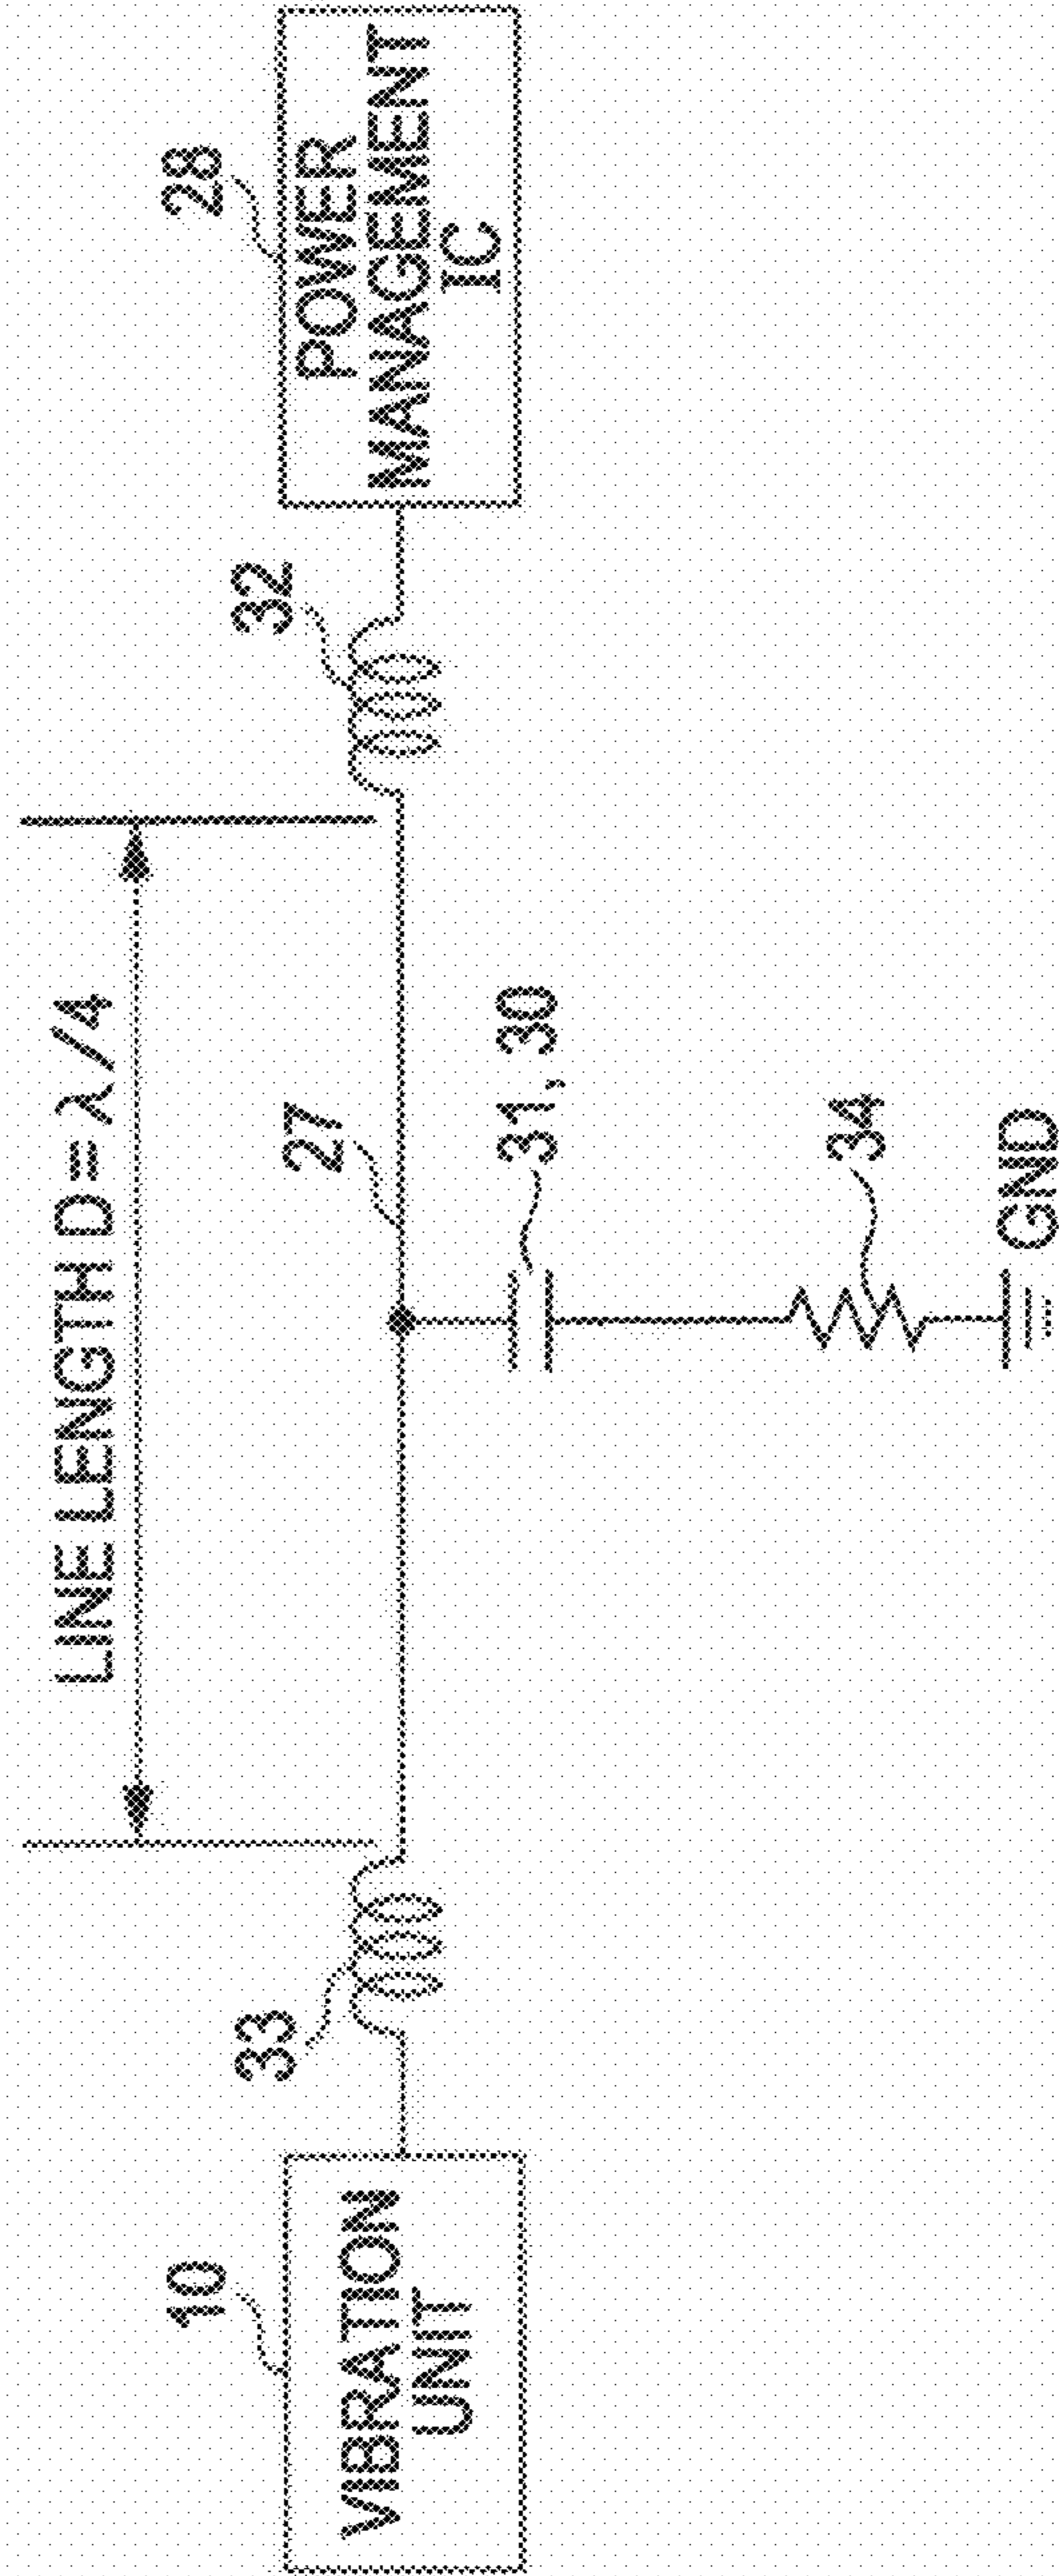 LINE LENGTH D=λ/4
10
VIBRATION
UNIT
33
27
32
28
POWER
MANAGEMENT
IC
31, 30
34
GND